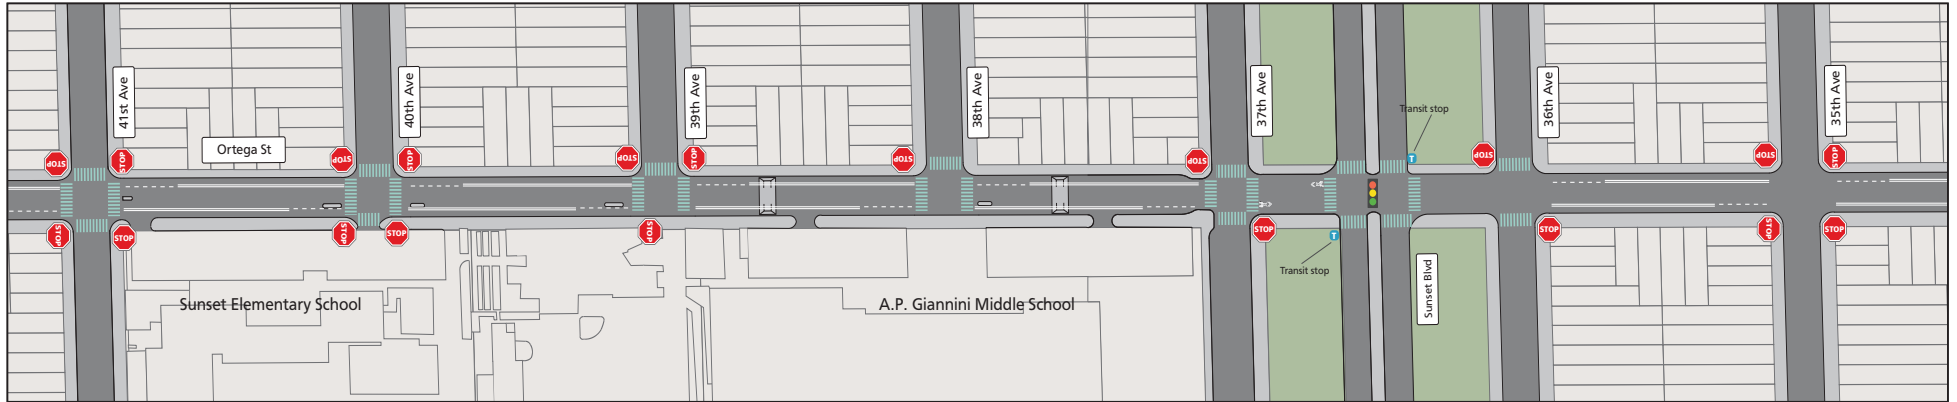 41st Ave
40th Ave
39th Ave
38th Ave
37th Ave
36th Ave
35th Ave
Transit stop
Ortega St
STOP
STOP
STOP
STOP
STOP
STOP
STOP
STOP
STOP
STOP
STOP
T
STOP
STOP
STOP
STOP
STOP
STOP
STOP
STOP
STOP
T
Transit stop
Sunset Blvd
Sunset Elementary School
A.P. Giannini Middle School